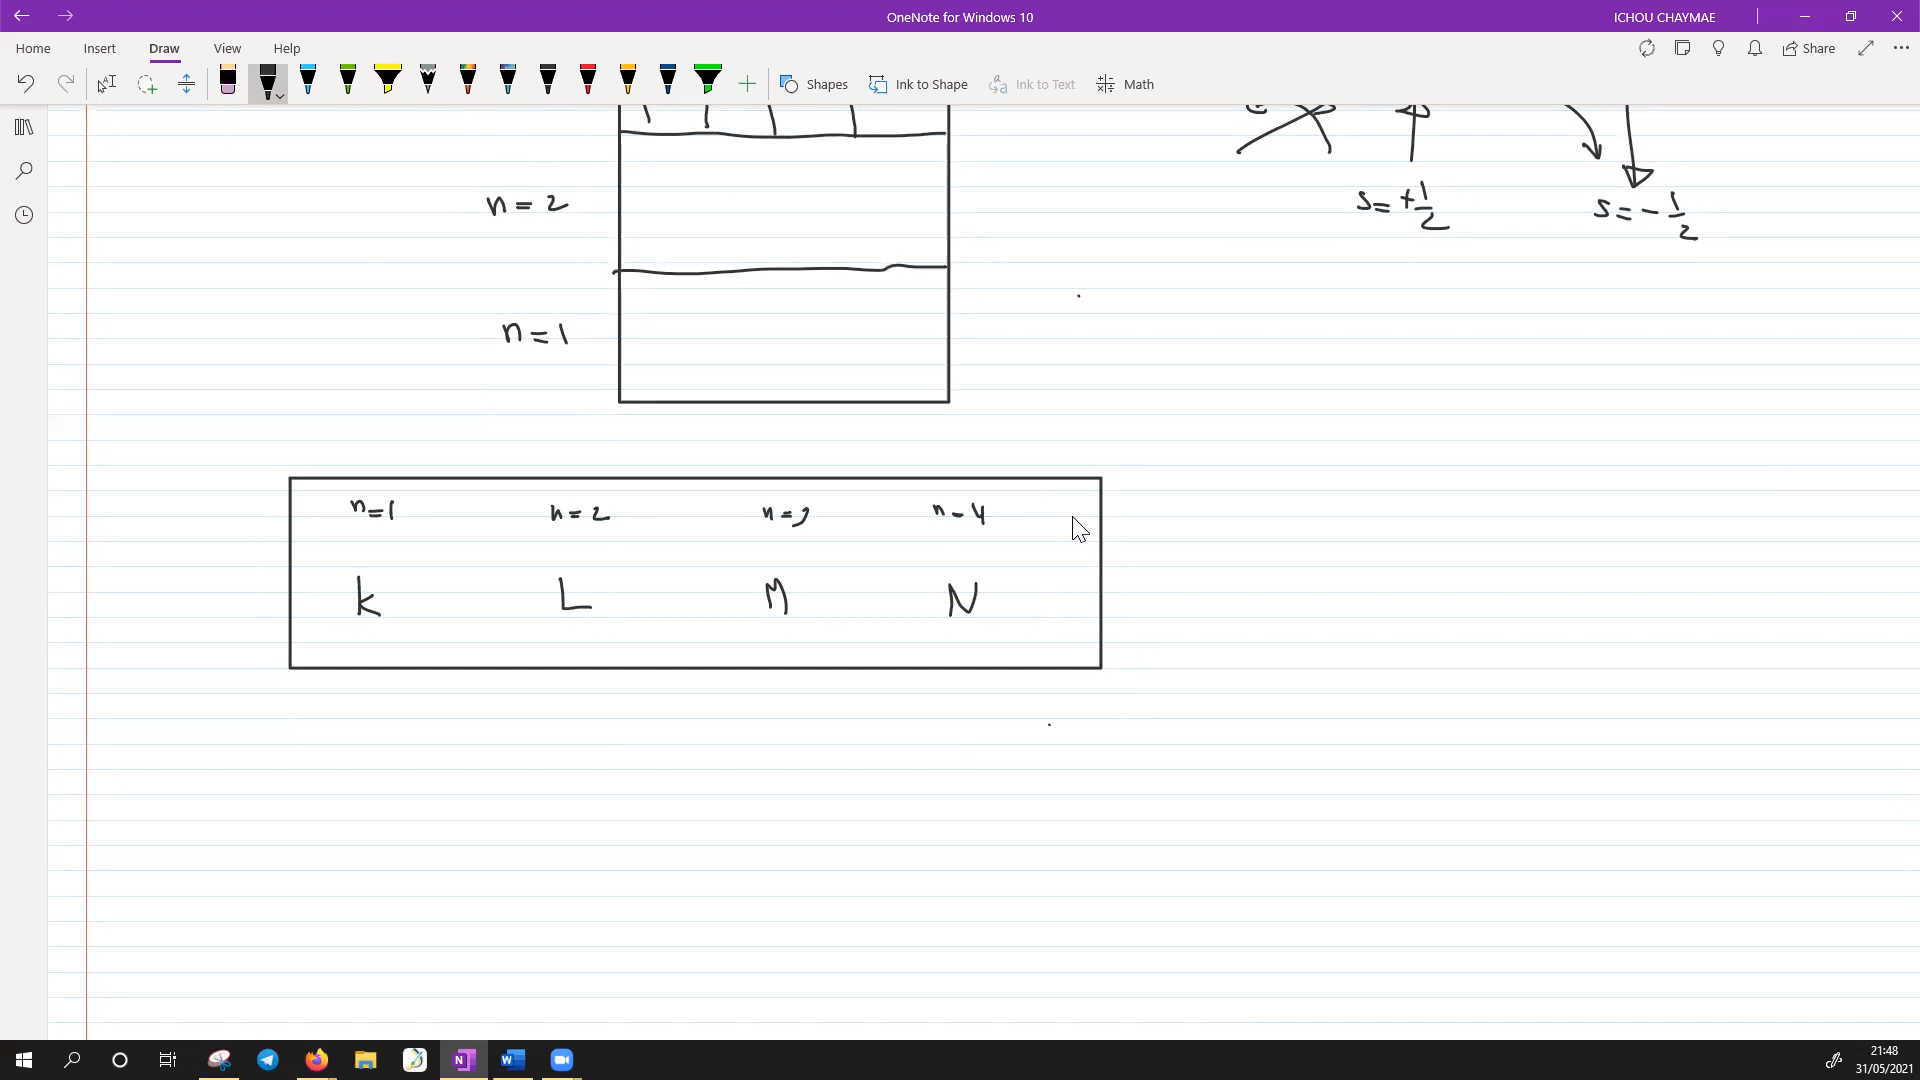 OneNote for Windows 10
ICHOU CHAYMAE
Home Insert Draw View Help
Share
Shapes Ink to Shape Ink to Text Math
n = 2
s = +1/2
s = -1/2
n = 1
n=1 n = 2 n = 3 n - 4
K L M N
21:48
31/05/2021